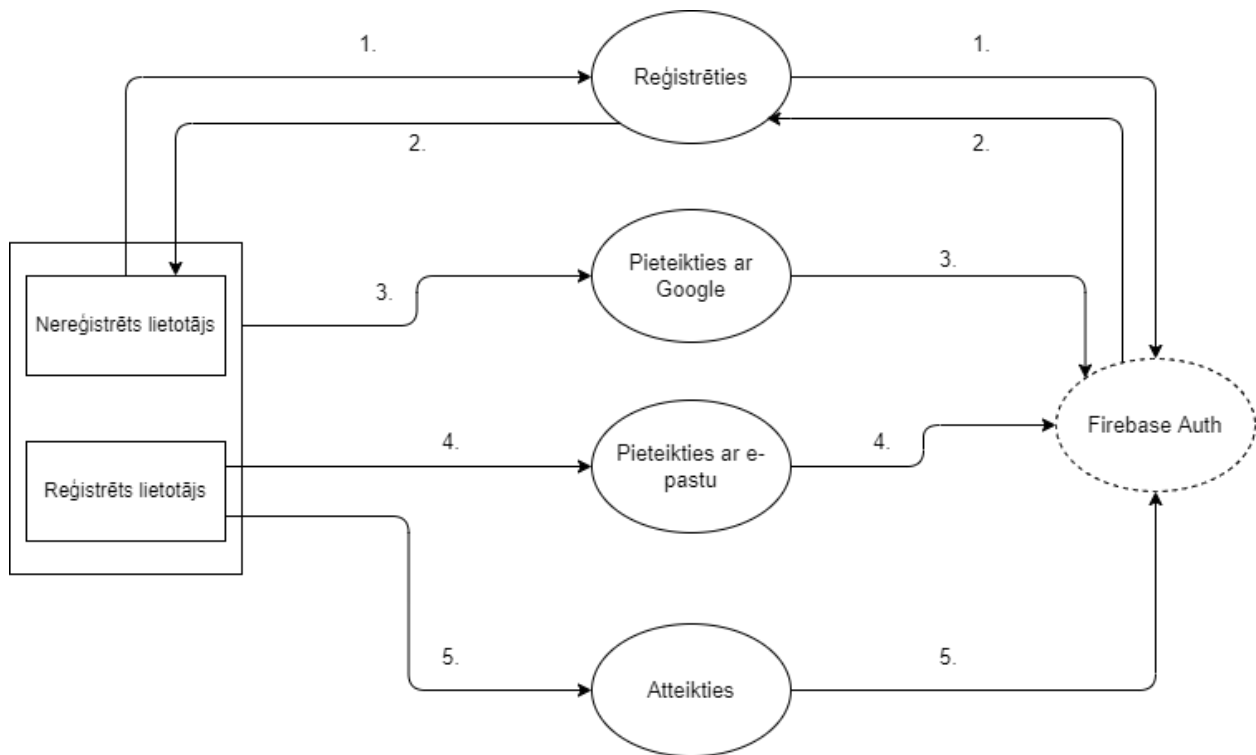 1.
Reģistrēties
1.
2.
2.
Pieteikties ar
Google
3.
3.
Nereģistrēts lietotājs
Firebase Auth
4.
Pieteikties ar e-
pastu
4.
Reģistrēts lietotājs
5.
Atteikties
5.